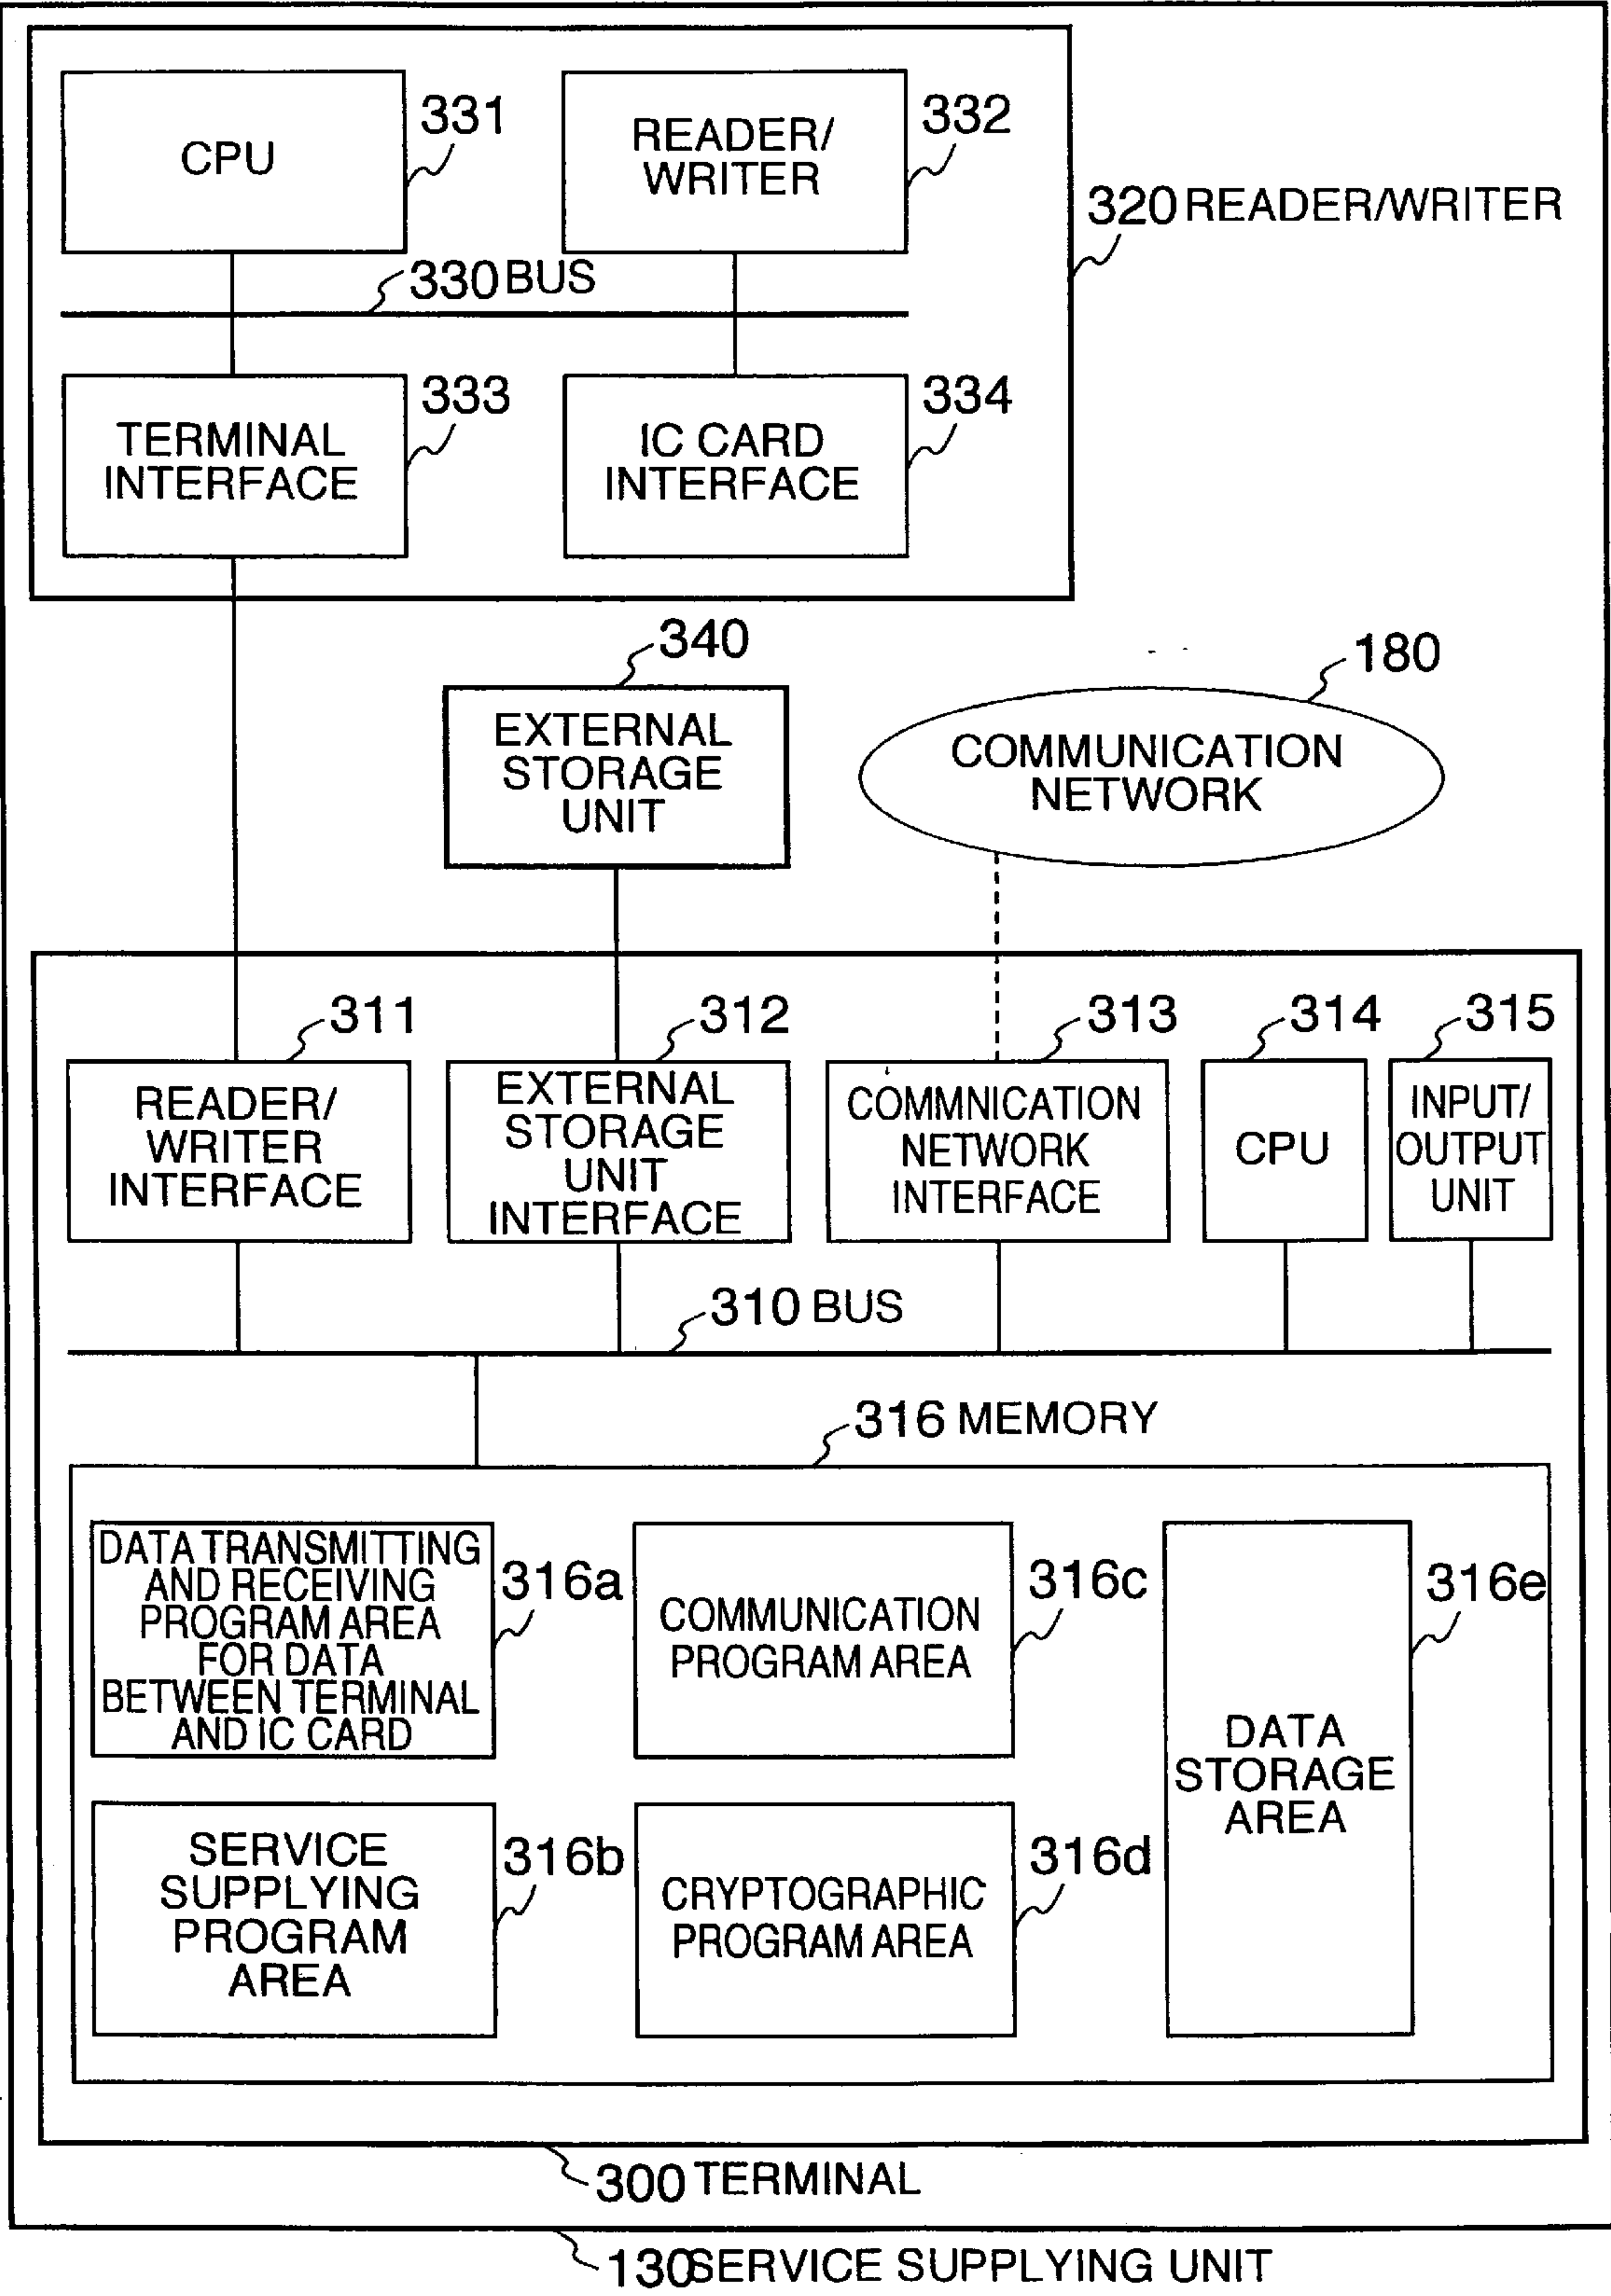 CPU
331
READER/
WRITER
332
320 READER/WRITER
330 BUS
TERMINAL
INTERFACE
333
IC CARD
INTERFACE
334
340
EXTERNAL
STORAGE
UNIT
180
COMMUNICATION
NETWORK
311
READER/
WRITER
INTERFACE
312
EXTERNAL
STORAGE
UNIT
INTERFACE
313
COMMNICATION
NETWORK
INTERFACE
314
CPU
315
INPUT/
OUTPUT
UNIT
310 BUS
316 MEMORY
DATA TRANSMITTING
AND RECEIVING
PROGRAM AREA
FOR DATA
BETWEEN TERMINAL
AND IC CARD
316a
COMMUNICATION
PROGRAM AREA
316c
DATA
STORAGE
AREA
316e
SERVICE
SUPPLYING
PROGRAM
AREA
316b
CRYPTOGRAPHIC
PROGRAM AREA
316d
300 TERMINAL
130 SERVICE SUPPLYING UNIT